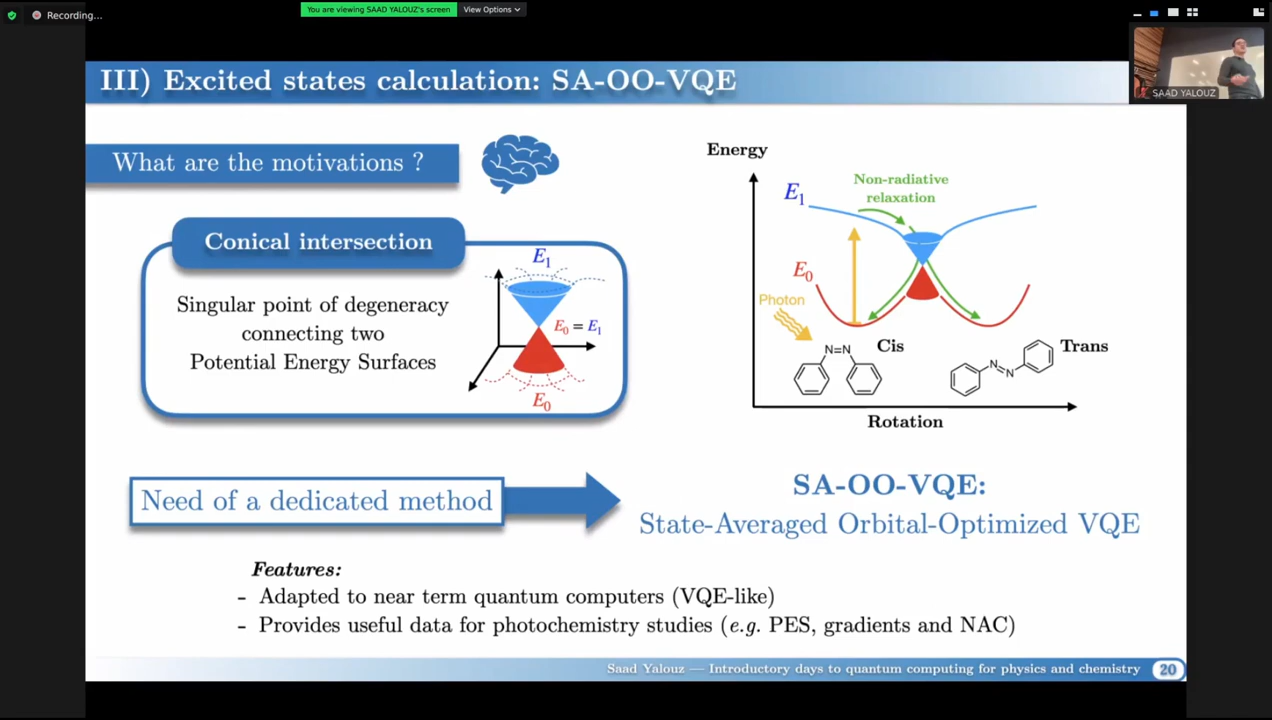 Recording...
You are viewing SAAD YALOUZ's screen
View Options
SAAD YALOUZ
III) Excited states calculation: SA-OO-VQE
What are the motivations ?
Conical intersection
Singular point of degeneracy
connecting two
Potential Energy Surfaces
E1
E0 = E1
E0
Energy
E1
Non-radiative
relaxation
E0
Photon
N=N
Cis
N=N
Trans
Rotation
Need of a dedicated method
SA-OO-VQE:
State-Averaged Orbital-Optimized VQE
Features:
- Adapted to near term quantum computers (VQE-like)
- Provides useful data for photochemistry studies (e.g. PES, gradients and NAC)
Saad Yalouz — Introductory days to quantum computing for physics and chemistry
20